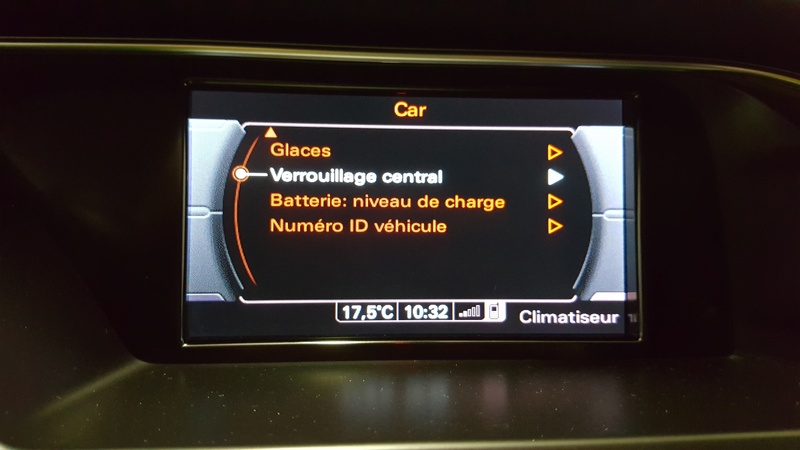 Car
Glaces
Verrouillage central
Batterie: niveau de charge
Numéro ID véhicule
17,5°C 10:32
Climatiseur